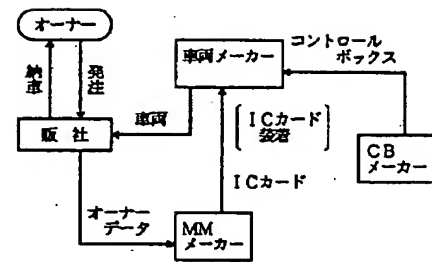 オーナー
納車
発注
販社
車両メーカー
コントロール
ボックス
車両
ICカード
装着
CB
メーカー
ICカード
オーナー
データ
MM
メーカー